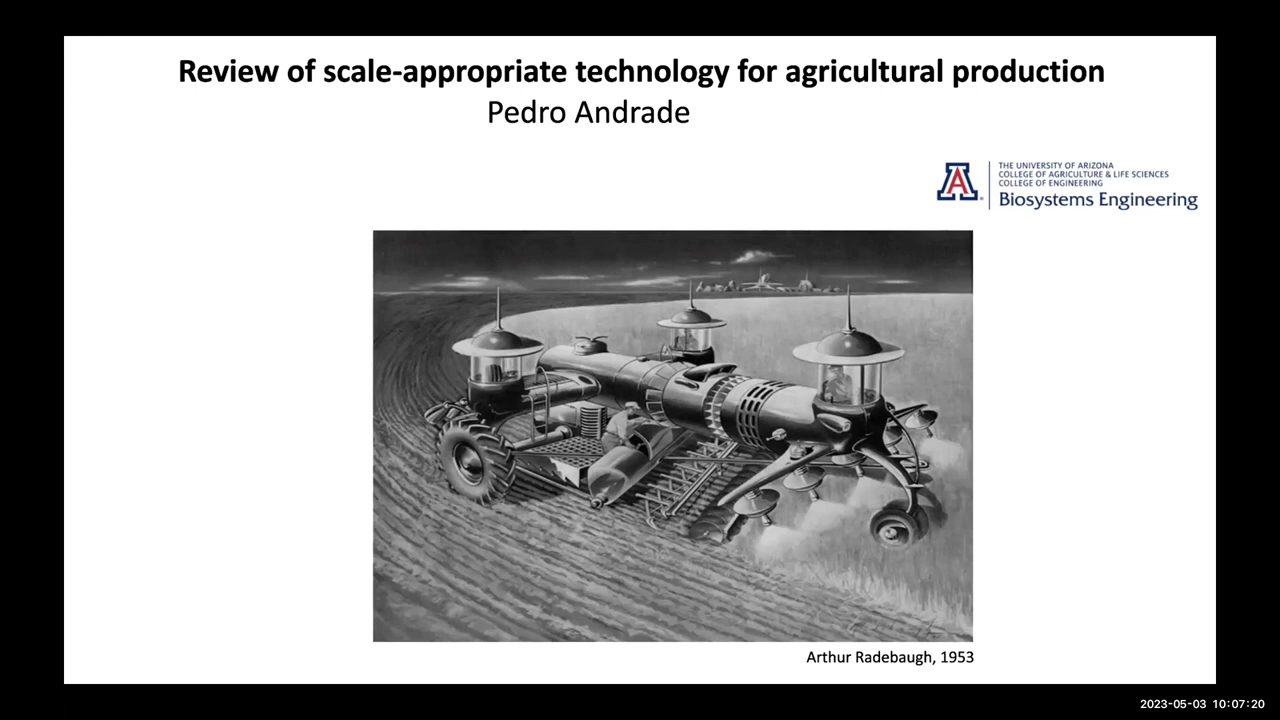 Review of scale-appropriate technology for agricultural production
Pedro Andrade
THE UNIVERSITY OF ARIZONA
COLLEGE OF AGRICULTURE & LIFE SCIENCES
COLLEGE OF ENGINEERING
Biosystems Engineering
A
Arthur Radebaugh, 1953
2023-05-03 10:07:20